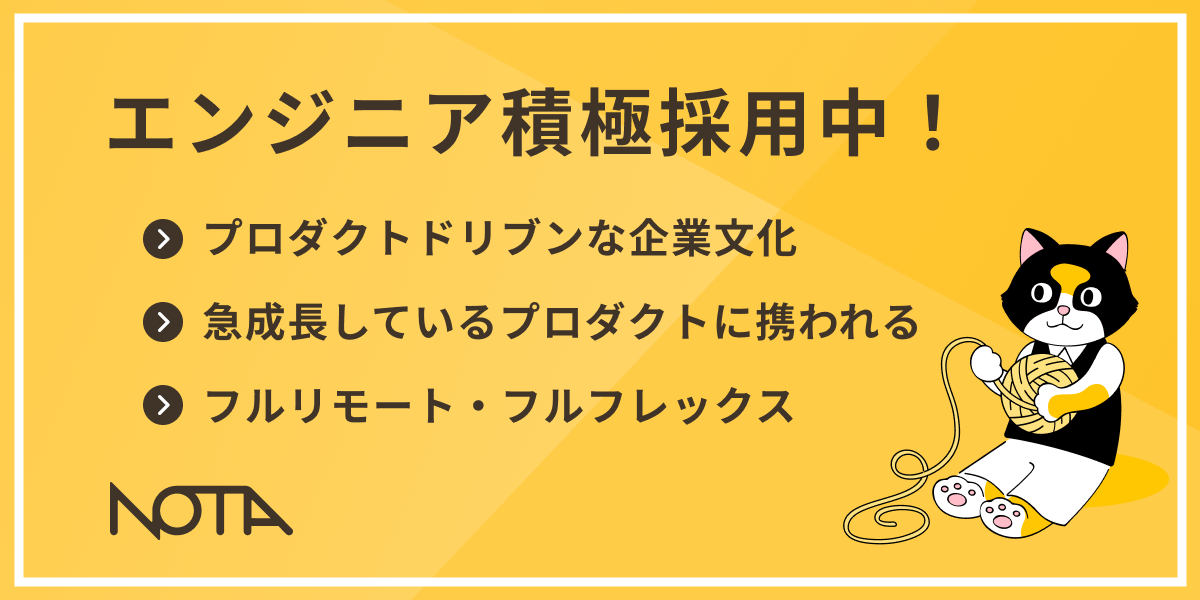 エンジニア積極採用中！
プロダクトドリブンな企業文化
急成長しているプロダクトに携われる
フルリモート・フルフレックス
NOTA